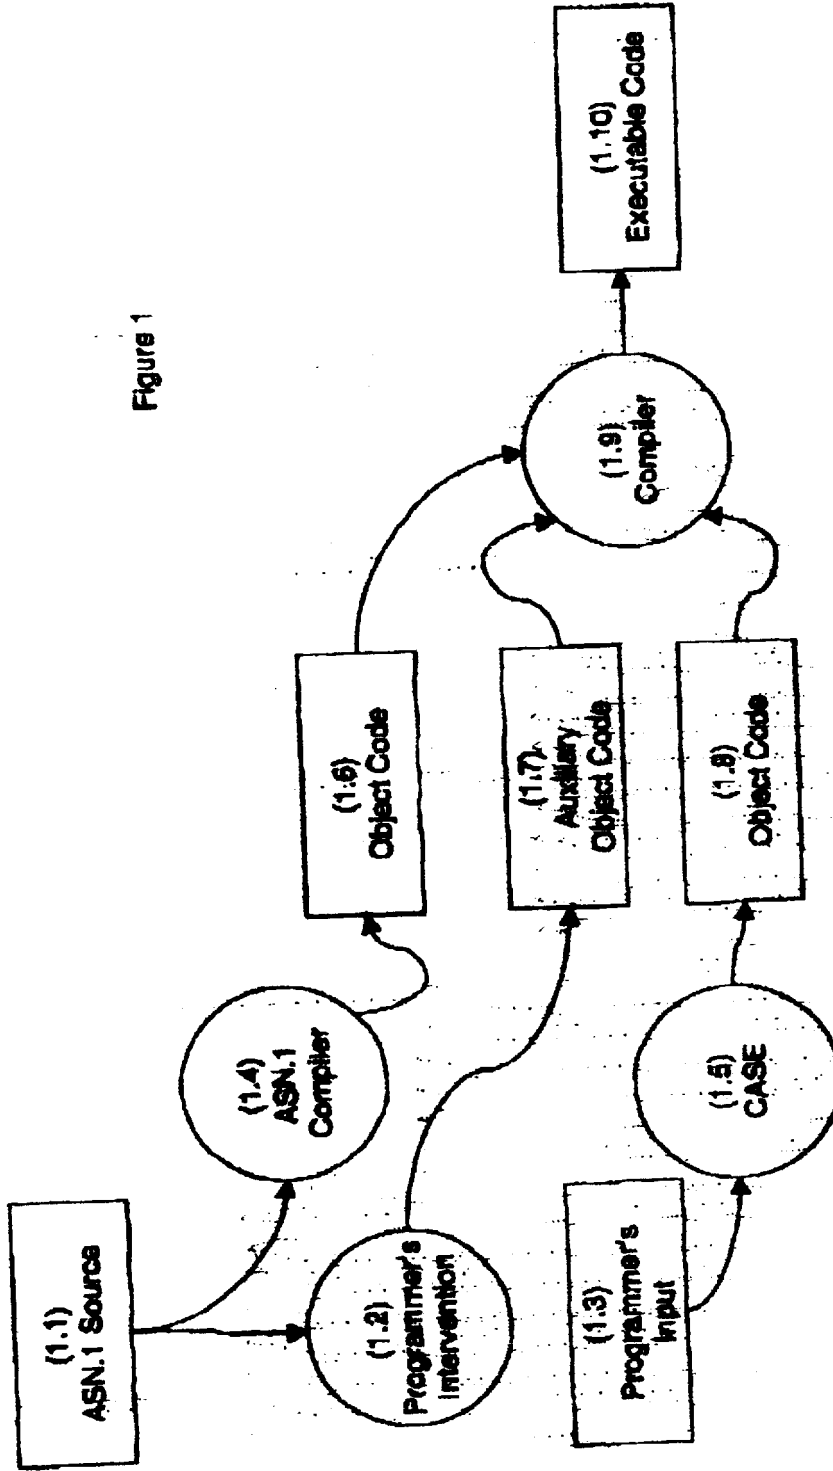 Figure 1
(1.1)
ASN.1 Source
(1.2)
Programmer's
Intervention
(1.3)
Programmer's
Input
(1.4)
ASN.1
Compiler
(1.5)
CASE
(1.6)
Object Code
(1.7)
Auxiliary
Object Code
(1.8)
Object Code
(1.9)
Compiler
(1.10)
Executable Code